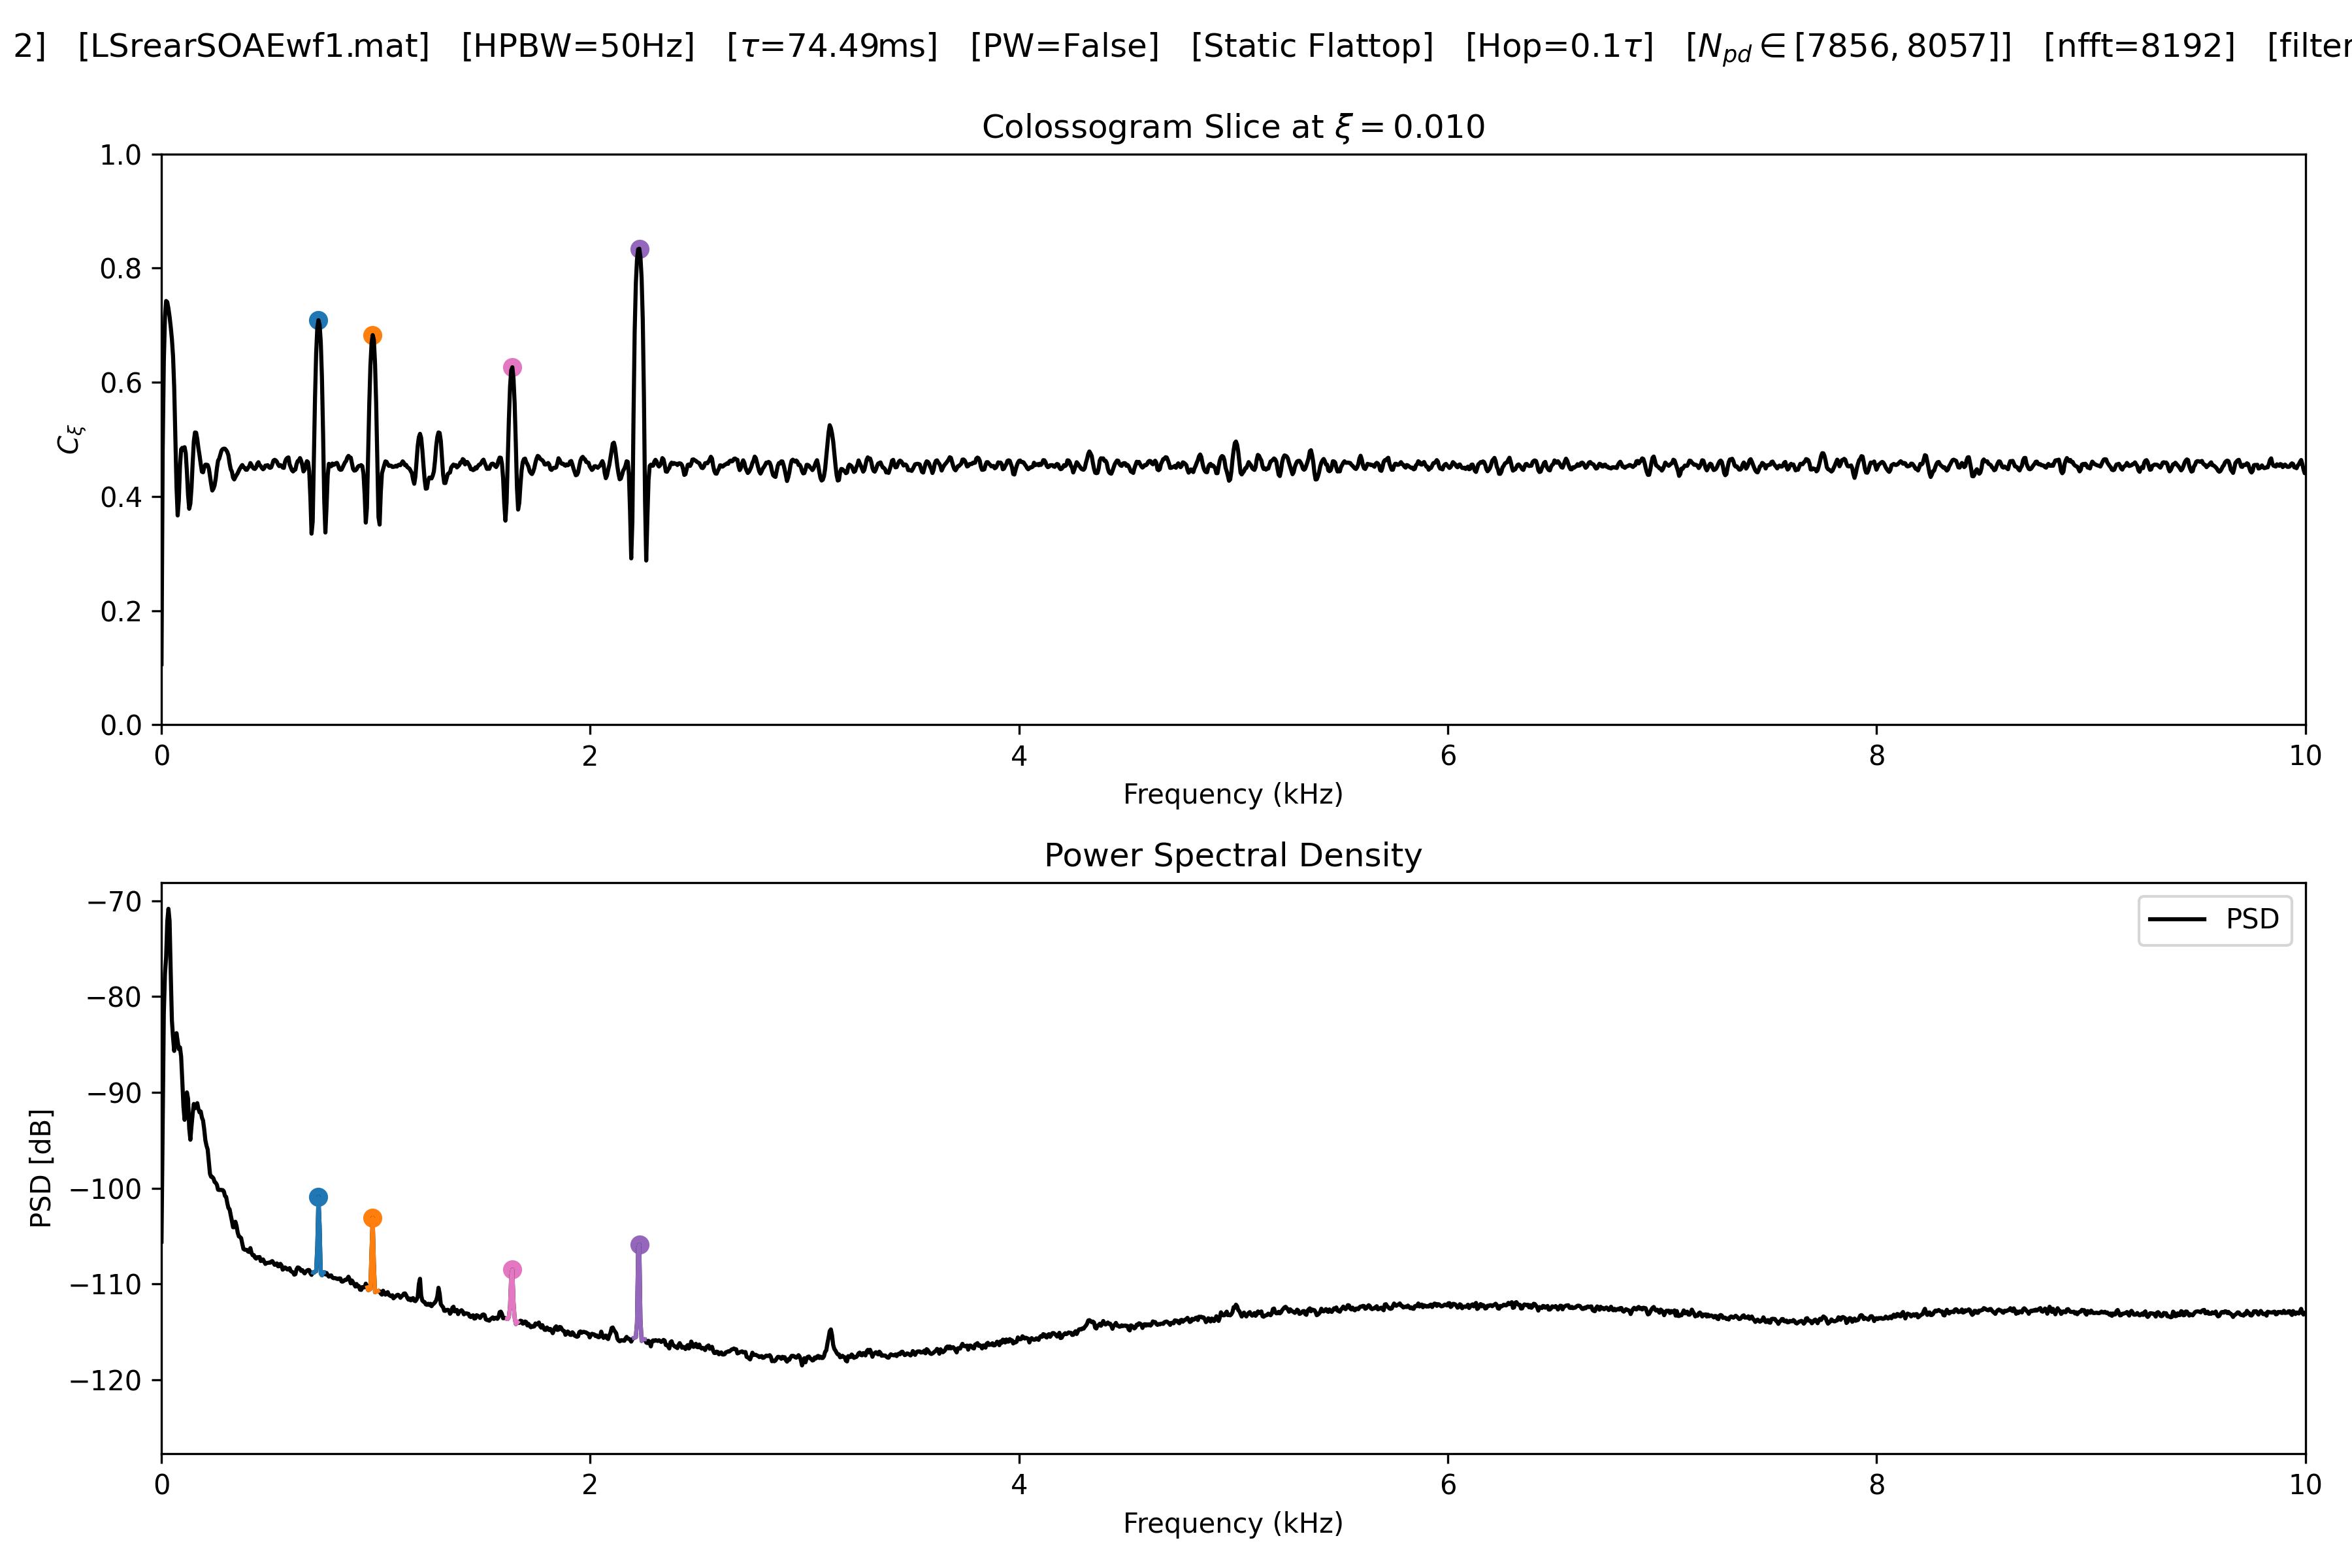 2] [LSrearSOAEwf1.mat] [HPBW=50Hz] [τ=74.49ms] [PW=False] [Static Flattop] [Hop=0.1τ] [N_pd ∈ [7856, 8057]] [nfft=8192] [filter
Colossogram Slice at ξ = 0.010
1.0
0.8
0.6
0.4
0.2
0.0
C_ξ
0 2 4 6 8 10
Frequency (kHz)
Power Spectral Density
−70
−80
−90
−100
−110
−120
PSD [dB]
PSD
0 2 4 6 8 10
Frequency (kHz)